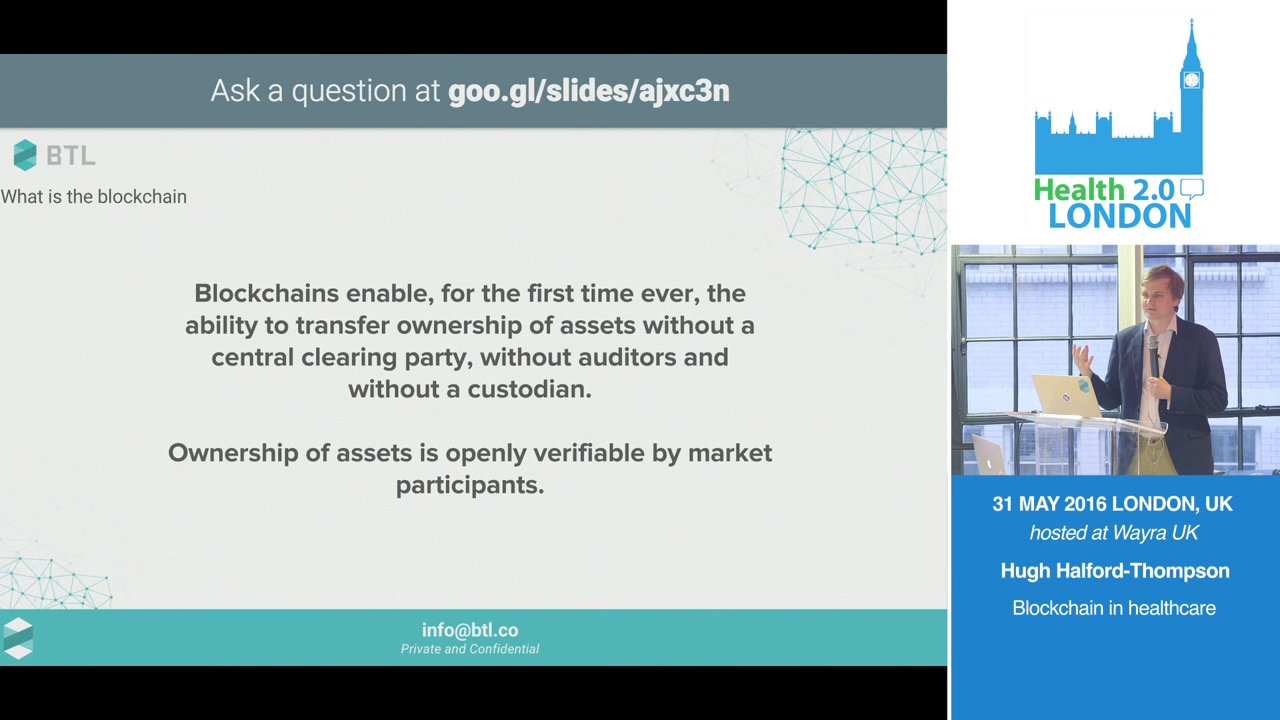 Ask a question at goo.gl/slides/ajxc3n
BTL
What is the blockchain
Blockchains enable, for the first time ever, the
ability to transfer ownership of assets without a
central clearing party, without auditors and
without a custodian.
Ownership of assets is openly verifiable by market
participants.
info@btl.co
Private and Confidential
Health 2.0
LONDON
31 MAY 2016 LONDON, UK
hosted at Wayra UK
Hugh Halford-Thompson
Blockchain in healthcare